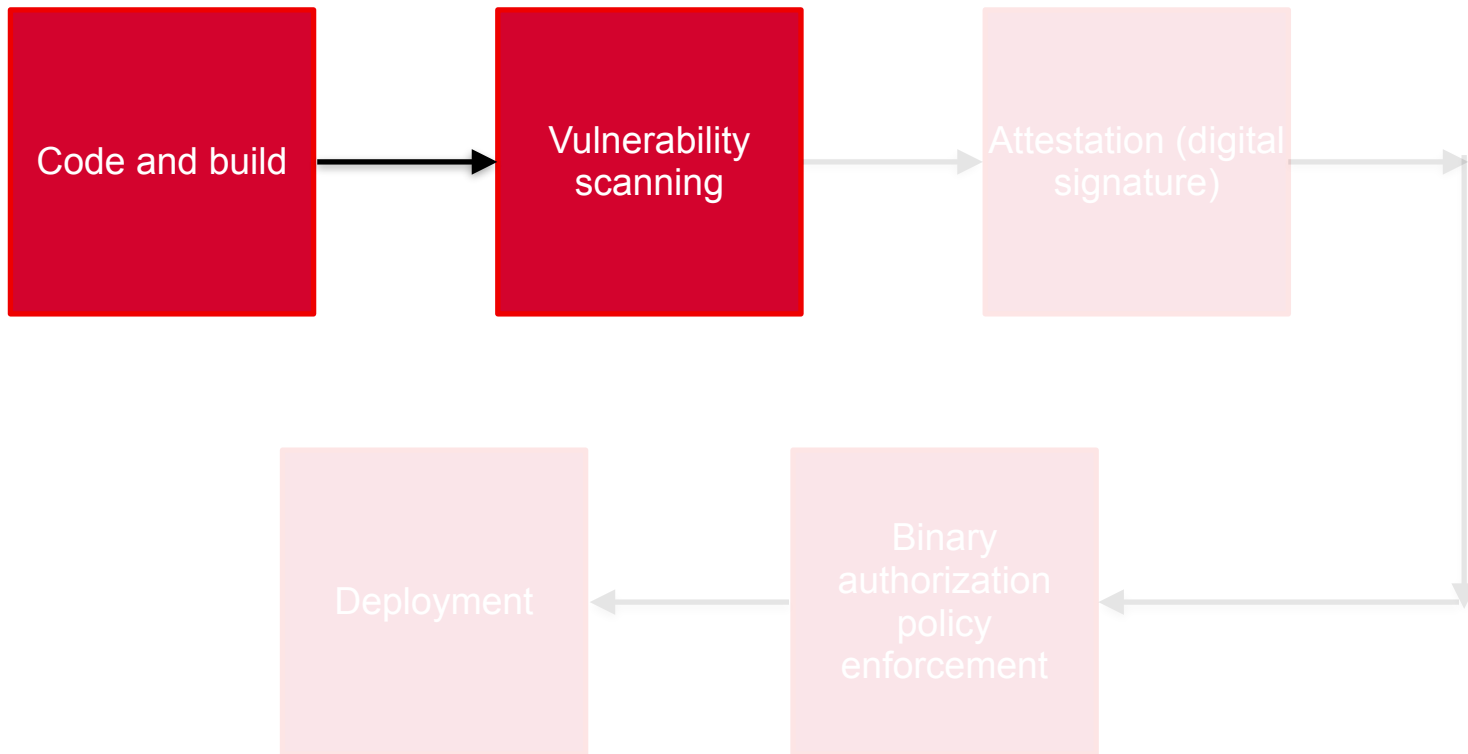 Code and build
Vulnerability
scanning
Attestation (digital
signature)
Binary
authorization
policy
enforcement
Deployment